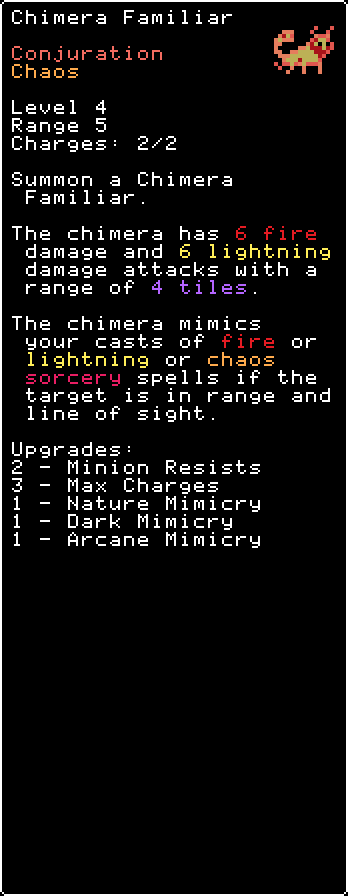 Chimera Familiar
Conjuration
Chaos
Level 4
Range 5
Charges: 2/2
Summon a Chimera
Familiar.
The chimera has 6 fire
damage and 6 lightning
damage attacks with a
range of 4 tiles.
The chimera mimics
your casts of fire or
lightning or chaos
sorcery spells if the
target is in range and
line of sight.
Upgrades:
2 - Minion Resists
3 - Max Charges
1 - Nature Mimicry
1 - Dark Mimicry
1 - Arcane Mimicry